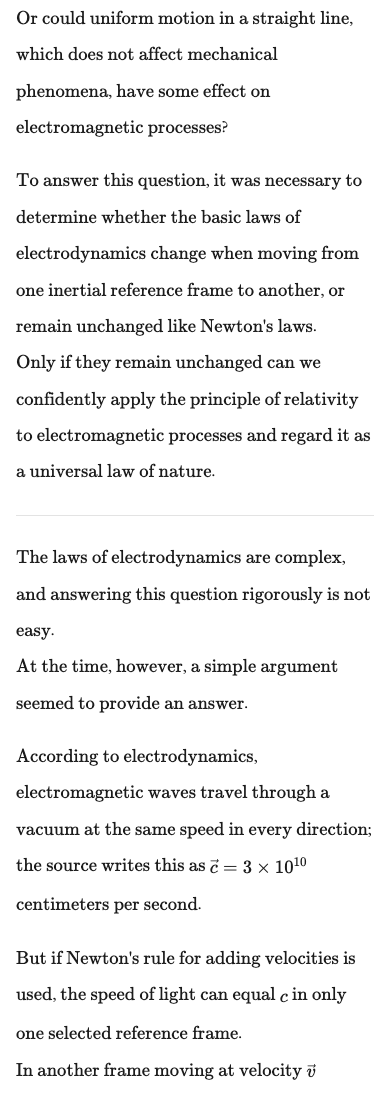 Or could uniform motion in a straight line,
which does not affect mechanical
phenomena, have some effect on
electromagnetic processes?
To answer this question, it was necessary to
determine whether the basic laws of
electrodynamics change when moving from
one inertial reference frame to another, or
remain unchanged like Newton's laws.
Only if they remain unchanged can we
confidently apply the principle of relativity
to electromagnetic processes and regard it as
a universal law of nature.
The laws of electrodynamics are complex,
and answering this question rigorously is not
easy.
At the time, however, a simple argument
seemed to provide an answer.
According to electrodynamics,
electromagnetic waves travel through a
vacuum at the same speed in every direction;
the source writes this as c⃗ = 3 × 10¹⁰
centimeters per second.
But if Newton's rule for adding velocities is
used, the speed of light can equal c in only
one selected reference frame.
In another frame moving at velocity v⃗